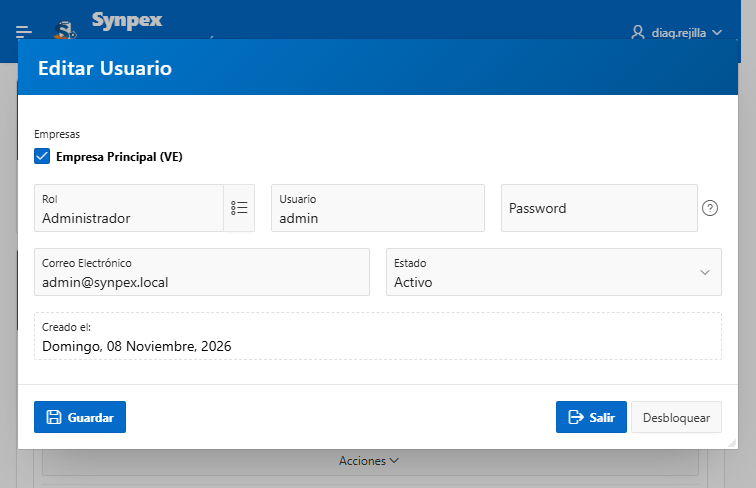 Synpex
diag.rejilla
Editar Usuario
Empresas
Empresa Principal (VE)
Rol
Administrador
Usuario
admin
Password
Correo Electrónico
admin@synpex.local
Estado
Activo
Creado el:
Domingo, 08 Noviembre, 2026
Guardar
Salir
Desbloquear
Acciones